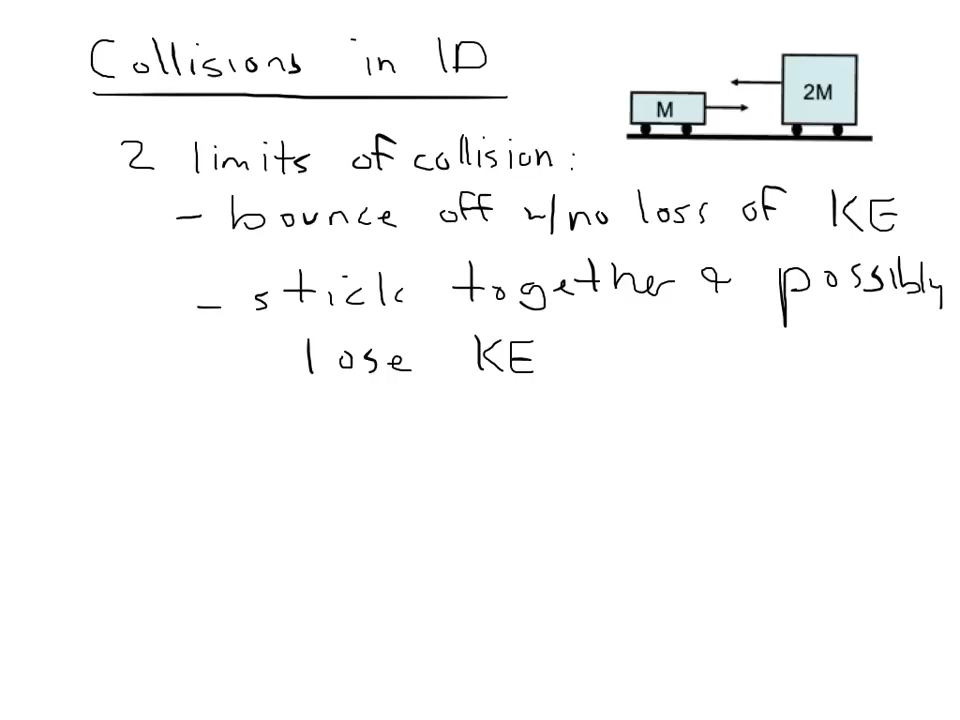 Collisions in 1D
M
2M
2 limits of collision:
- bounce off w/no loss of KE
- stick together & possibly
lose KE